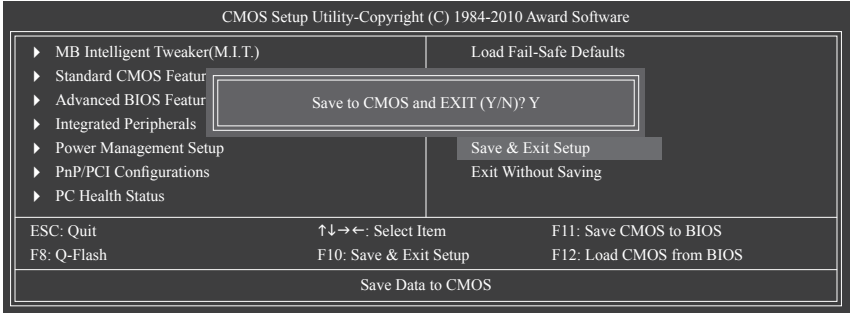 CMOS Setup Utility-Copyright (C) 1984-2010 Award Software
MB Intelligent Tweaker(M.I.T.)
Load Fail-Safe Defaults
Standard CMOS Featur
Advanced BIOS Featur
Save to CMOS and EXIT (Y/N)? Y
Integrated Peripherals
Power Management Setup
Save & Exit Setup
PnP/PCI Configurations
Exit Without Saving
PC Health Status
ESC: Quit
↑↓→←: Select Item
F11: Save CMOS to BIOS
F8: Q-Flash
F10: Save & Exit Setup
F12: Load CMOS from BIOS
Save Data to CMOS